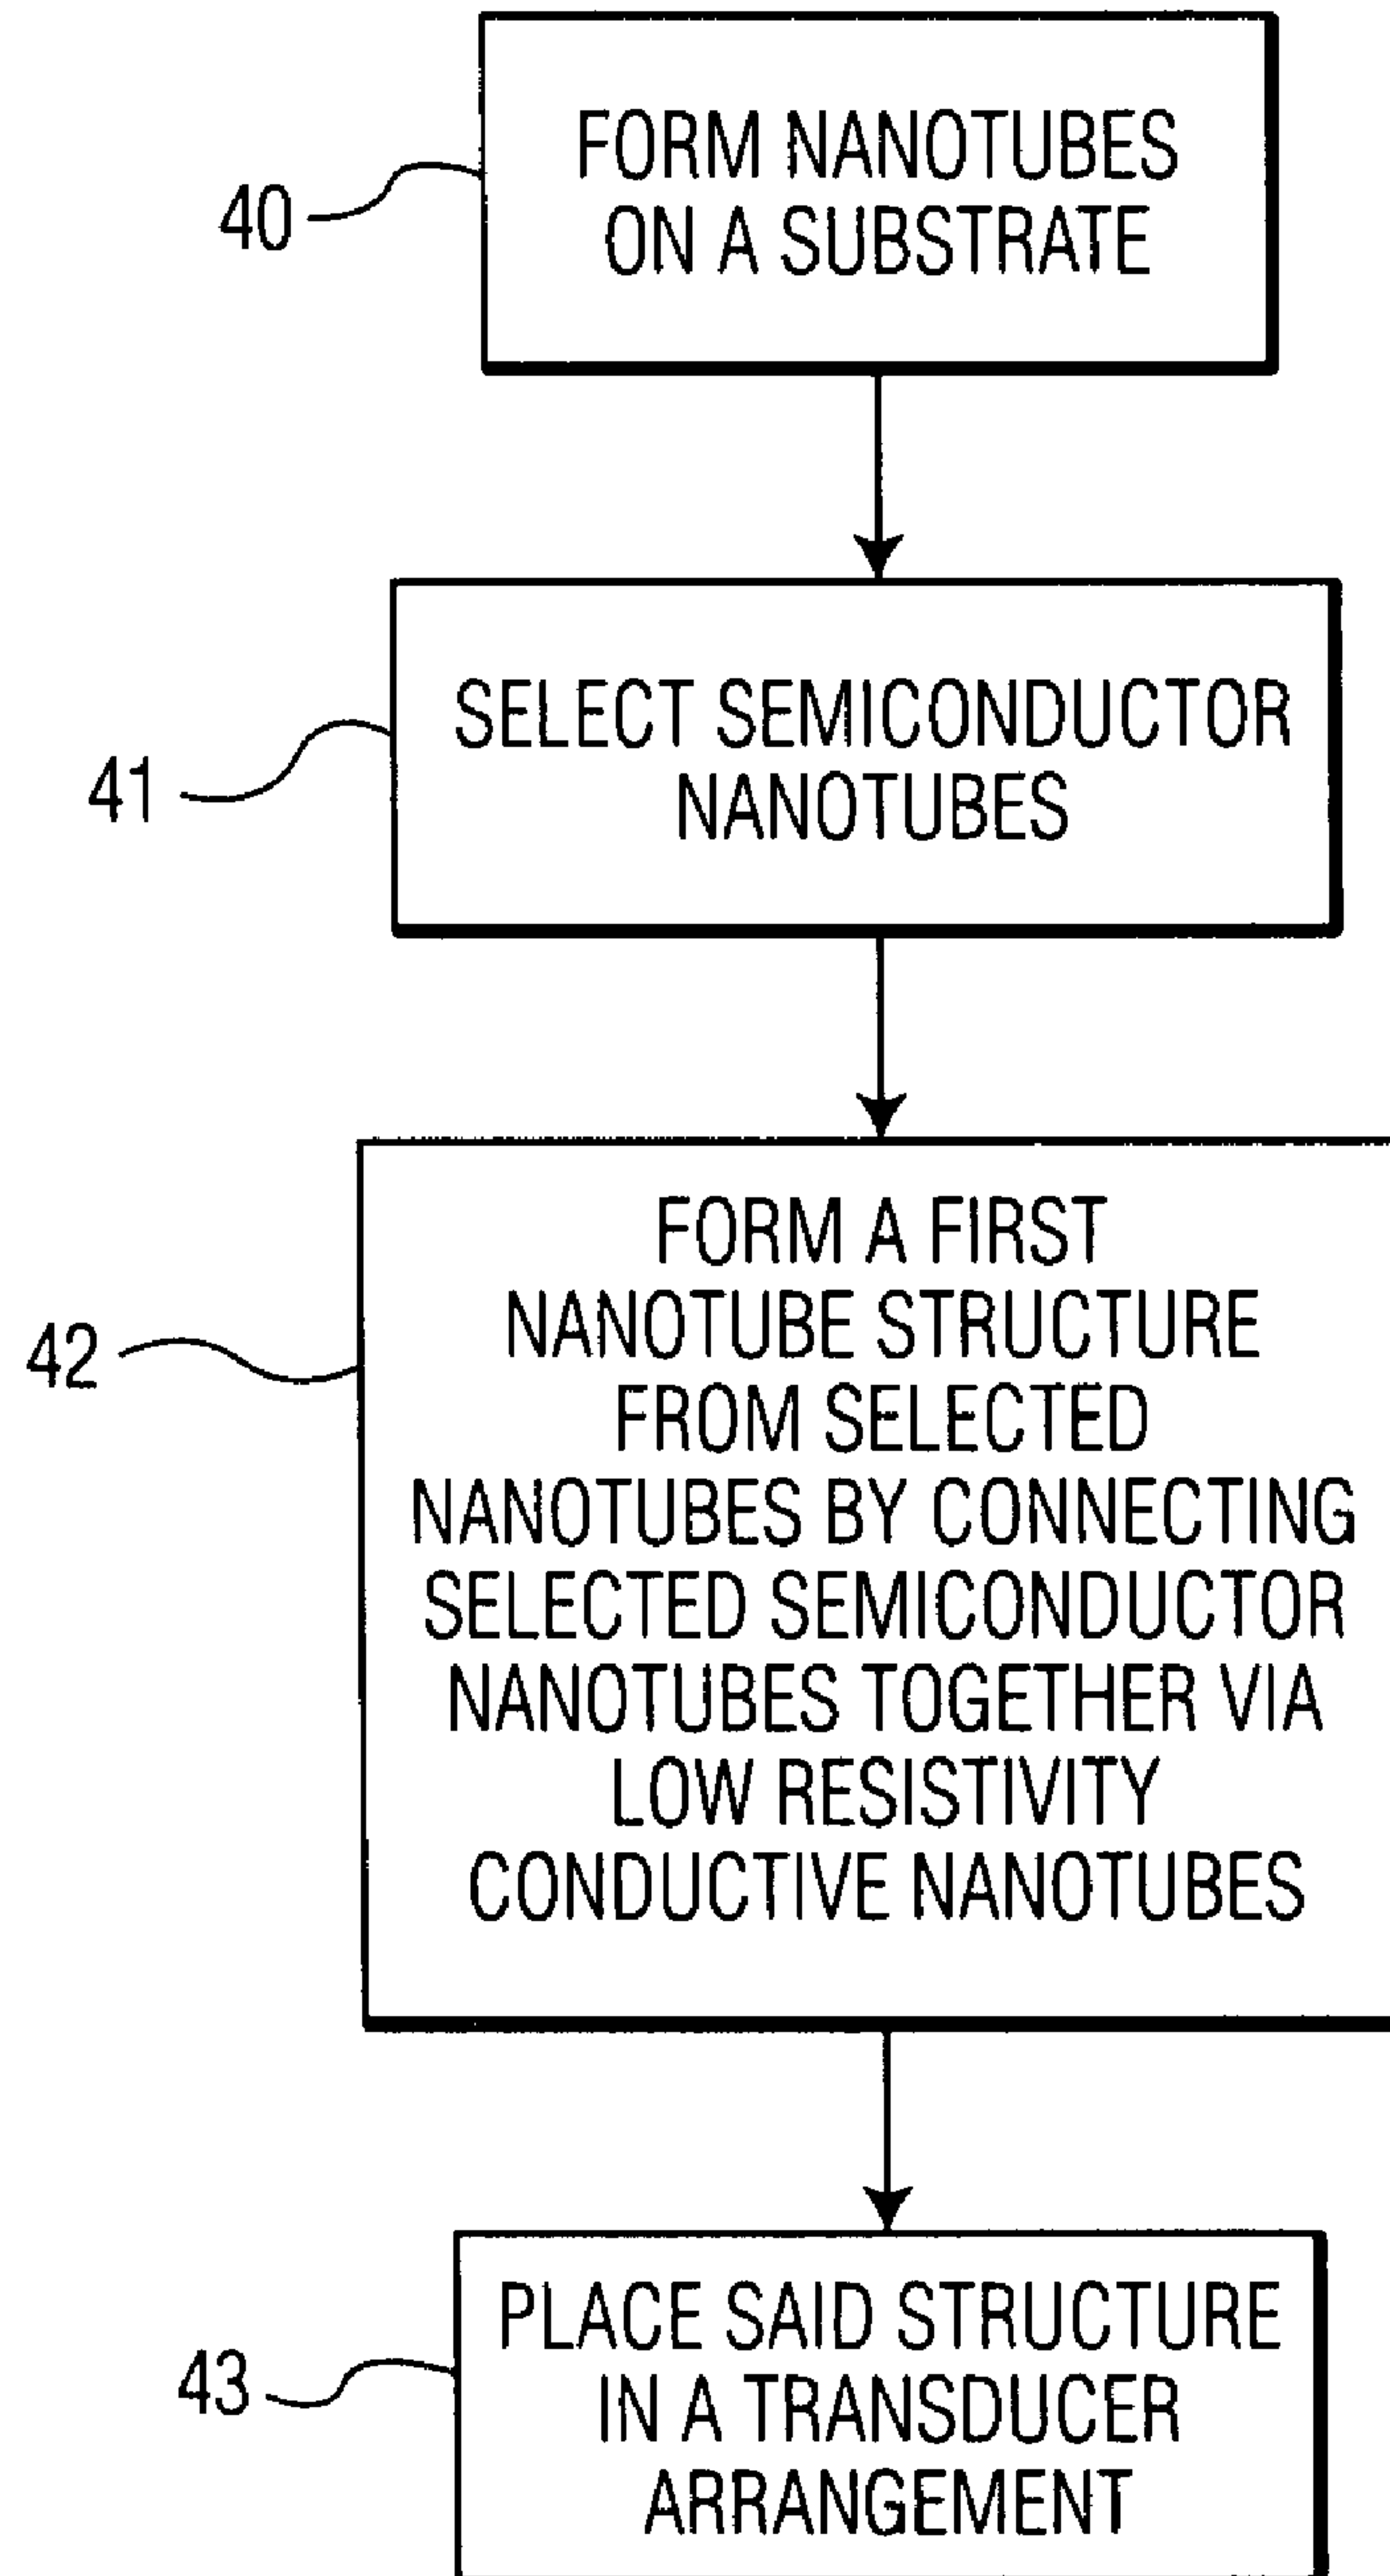 FORM NANOTUBES
ON A SUBSTRATE
40
SELECT SEMICONDUCTOR
NANOTUBES
41
FORM A FIRST
NANOTUBE STRUCTURE
FROM SELECTED
NANOTUBES BY CONNECTING
SELECTED SEMICONDUCTOR
NANOTUBES TOGETHER VIA
LOW RESISTIVITY
CONDUCTIVE NANOTUBES
42
PLACE SAID STRUCTURE
IN A TRANSDUCER
ARRANGEMENT
43